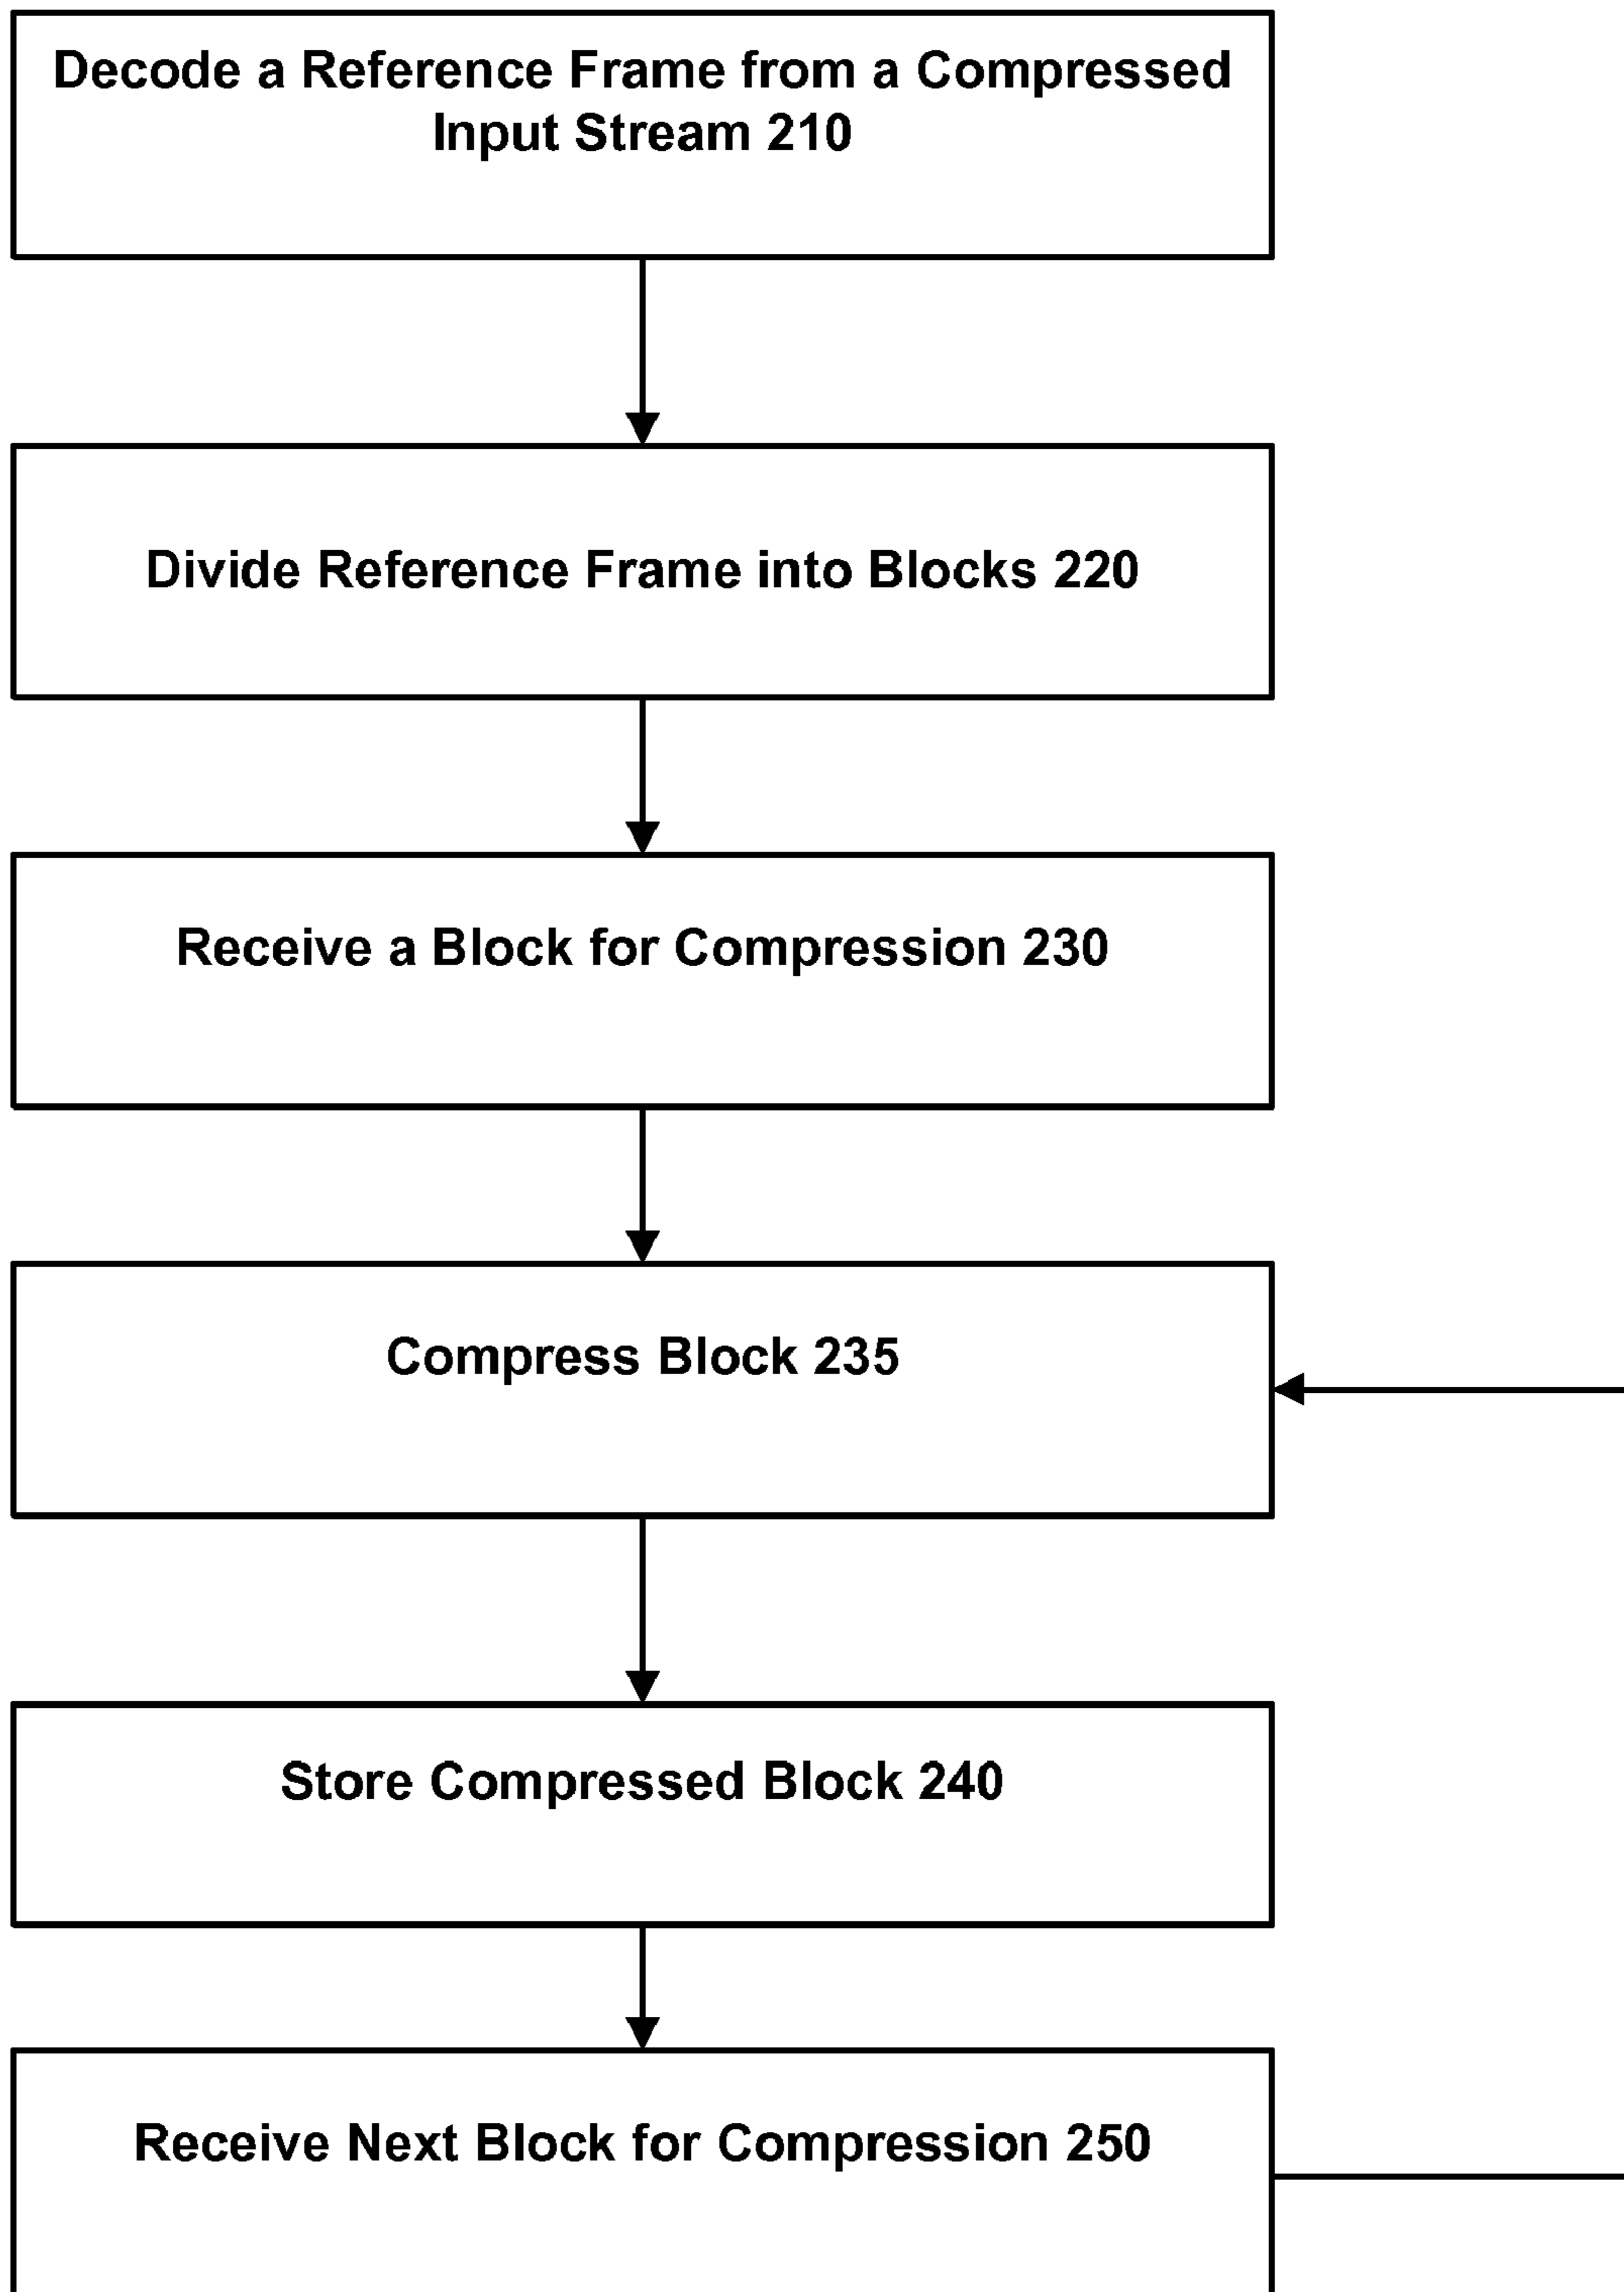 Decode a Reference Frame from a Compressed
Input Stream 210
Divide Reference Frame into Blocks 220
Receive a Block for Compression 230
Compress Block 235
Store Compressed Block 240
Receive Next Block for Compression 250